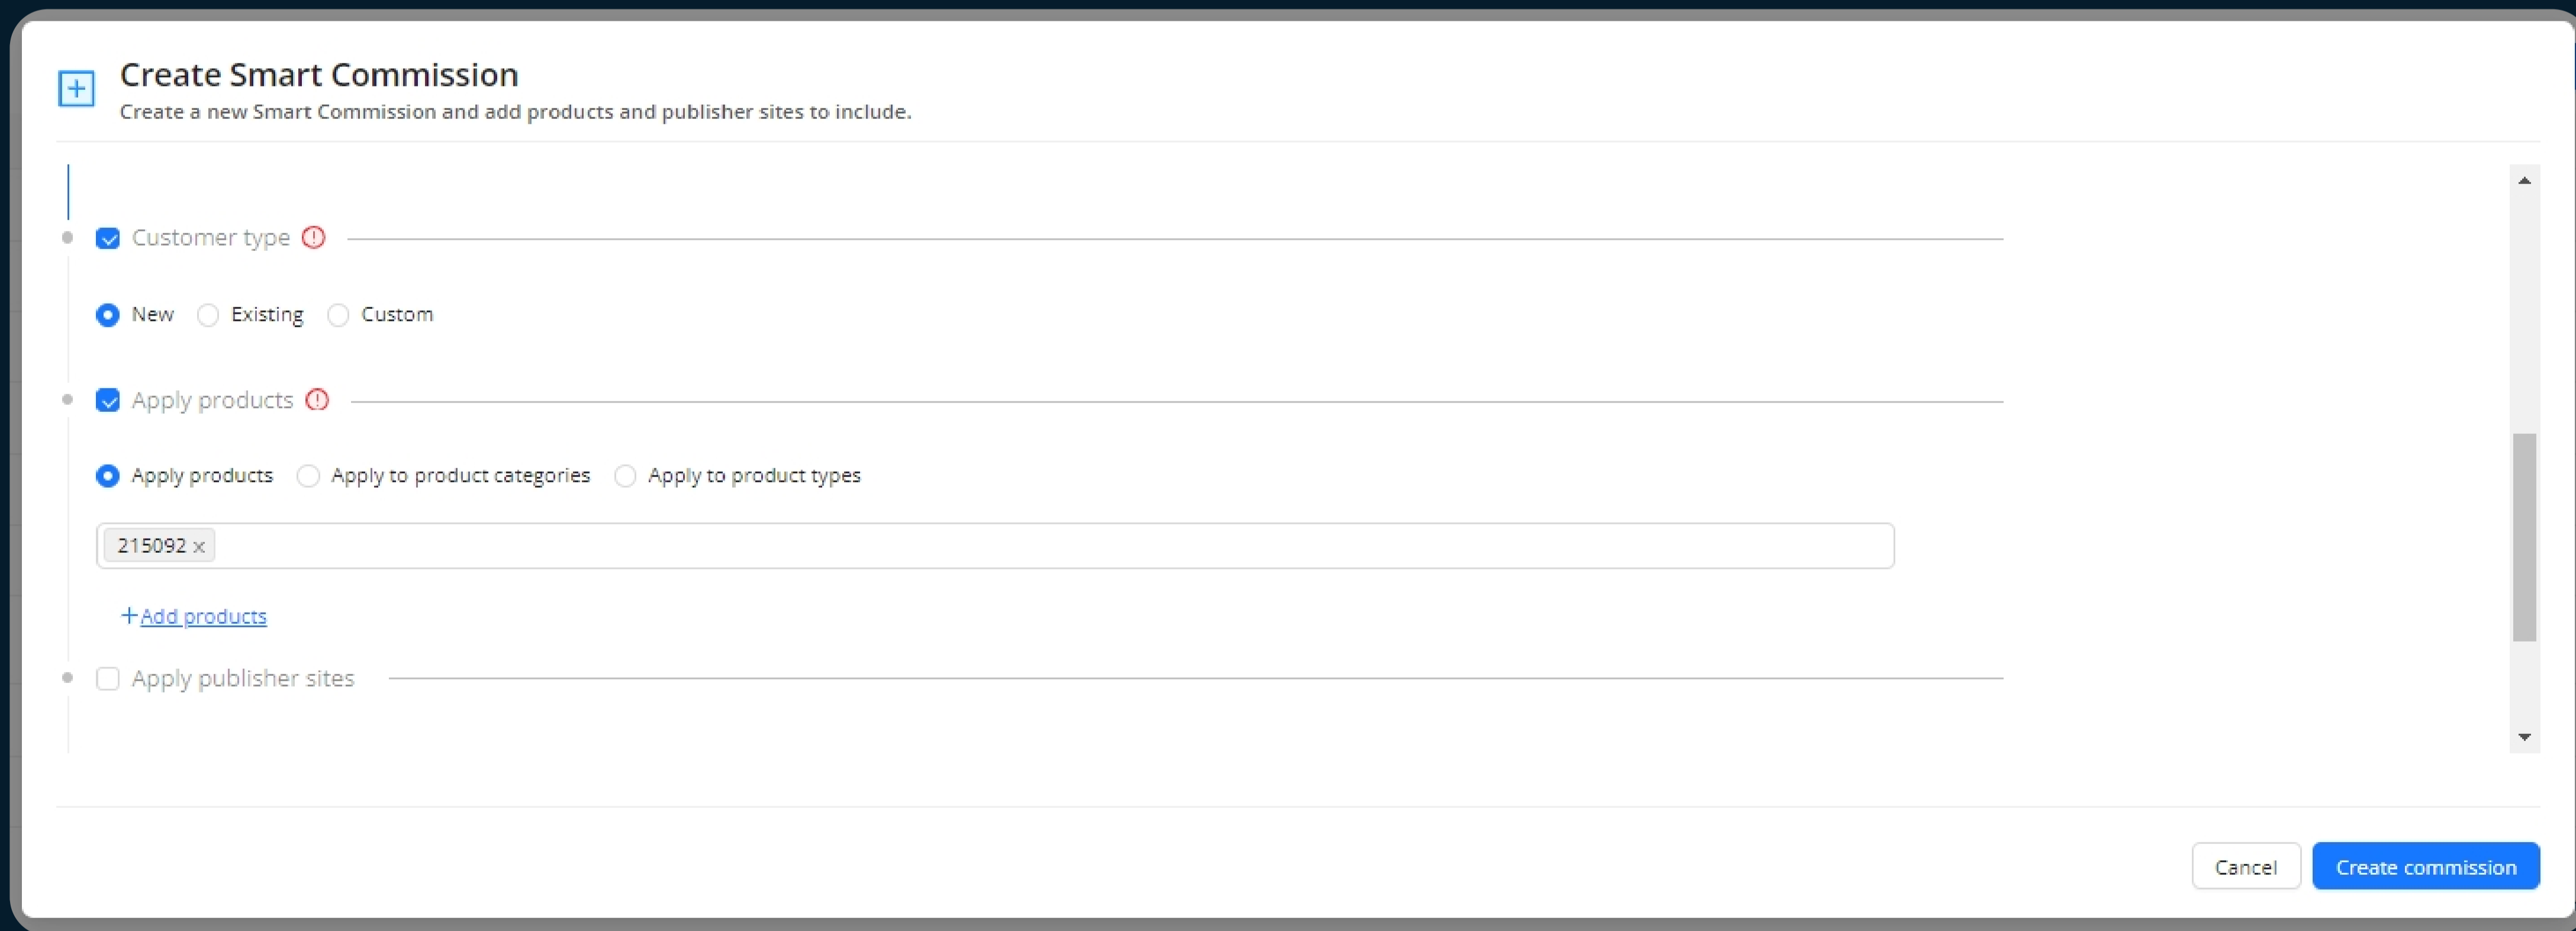 Create Smart Commission
Create a new Smart Commission and add products and publisher sites to include.
Customer type
New Existing Custom
Apply products
Apply products Apply to product categories Apply to product types
215092 x
+Add products
Apply publisher sites
Cancel Create commission